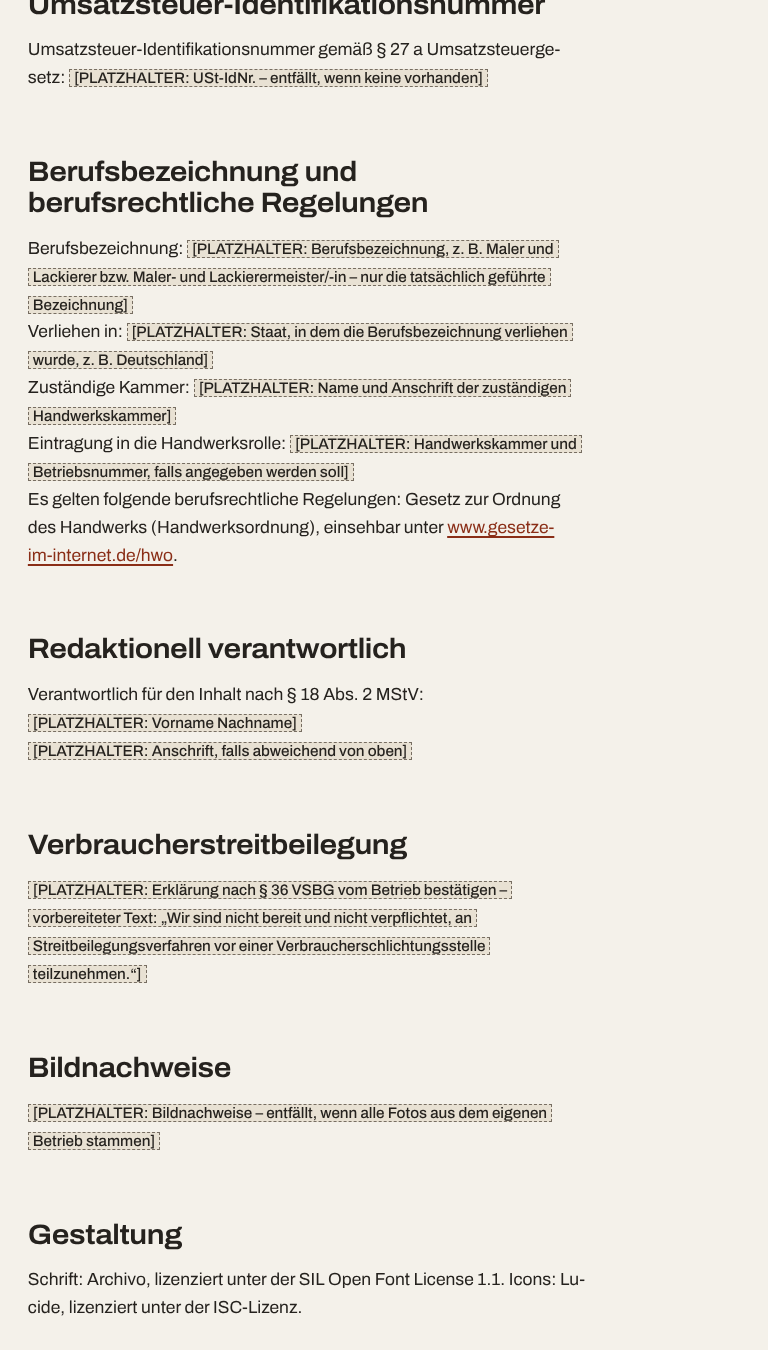 Umsatzsteuer-Identifikationsnummer
Umsatzsteuer-Identifikationsnummer gemäß § 27 a Umsatzsteuerge-
setz: [PLATZHALTER: USt-IdNr. – entfällt, wenn keine vorhanden]
Berufsbezeichnung und
berufsrechtliche Regelungen
Berufsbezeichnung: [PLATZHALTER: Berufsbezeichnung, z. B. Maler und
Lackierer bzw. Maler- und Lackierermeister/-in – nur die tatsächlich geführte
Bezeichnung]
Verliehen in: [PLATZHALTER: Staat, in dem die Berufsbezeichnung verliehen
wurde, z. B. Deutschland]
Zuständige Kammer: [PLATZHALTER: Name und Anschrift der zuständigen
Handwerkskammer]
Eintragung in die Handwerksrolle: [PLATZHALTER: Handwerkskammer und
Betriebsnummer, falls angegeben werden soll]
Es gelten folgende berufsrechtliche Regelungen: Gesetz zur Ordnung
des Handwerks (Handwerksordnung), einsehbar unter www.gesetze-
im-internet.de/hwo.
Redaktionell verantwortlich
Verantwortlich für den Inhalt nach § 18 Abs. 2 MStV:
[PLATZHALTER: Vorname Nachname]
[PLATZHALTER: Anschrift, falls abweichend von oben]
Verbraucherstreitbeilegung
[PLATZHALTER: Erklärung nach § 36 VSBG vom Betrieb bestätigen –
vorbereiteter Text: „Wir sind nicht bereit und nicht verpflichtet, an
Streitbeilegungsverfahren vor einer Verbraucherschlichtungsstelle
teilzunehmen.“]
Bildnachweise
[PLATZHALTER: Bildnachweise – entfällt, wenn alle Fotos aus dem eigenen
Betrieb stammen]
Gestaltung
Schrift: Archivo, lizenziert unter der SIL Open Font License 1.1. Icons: Lu-
cide, lizenziert unter der ISC-Lizenz.